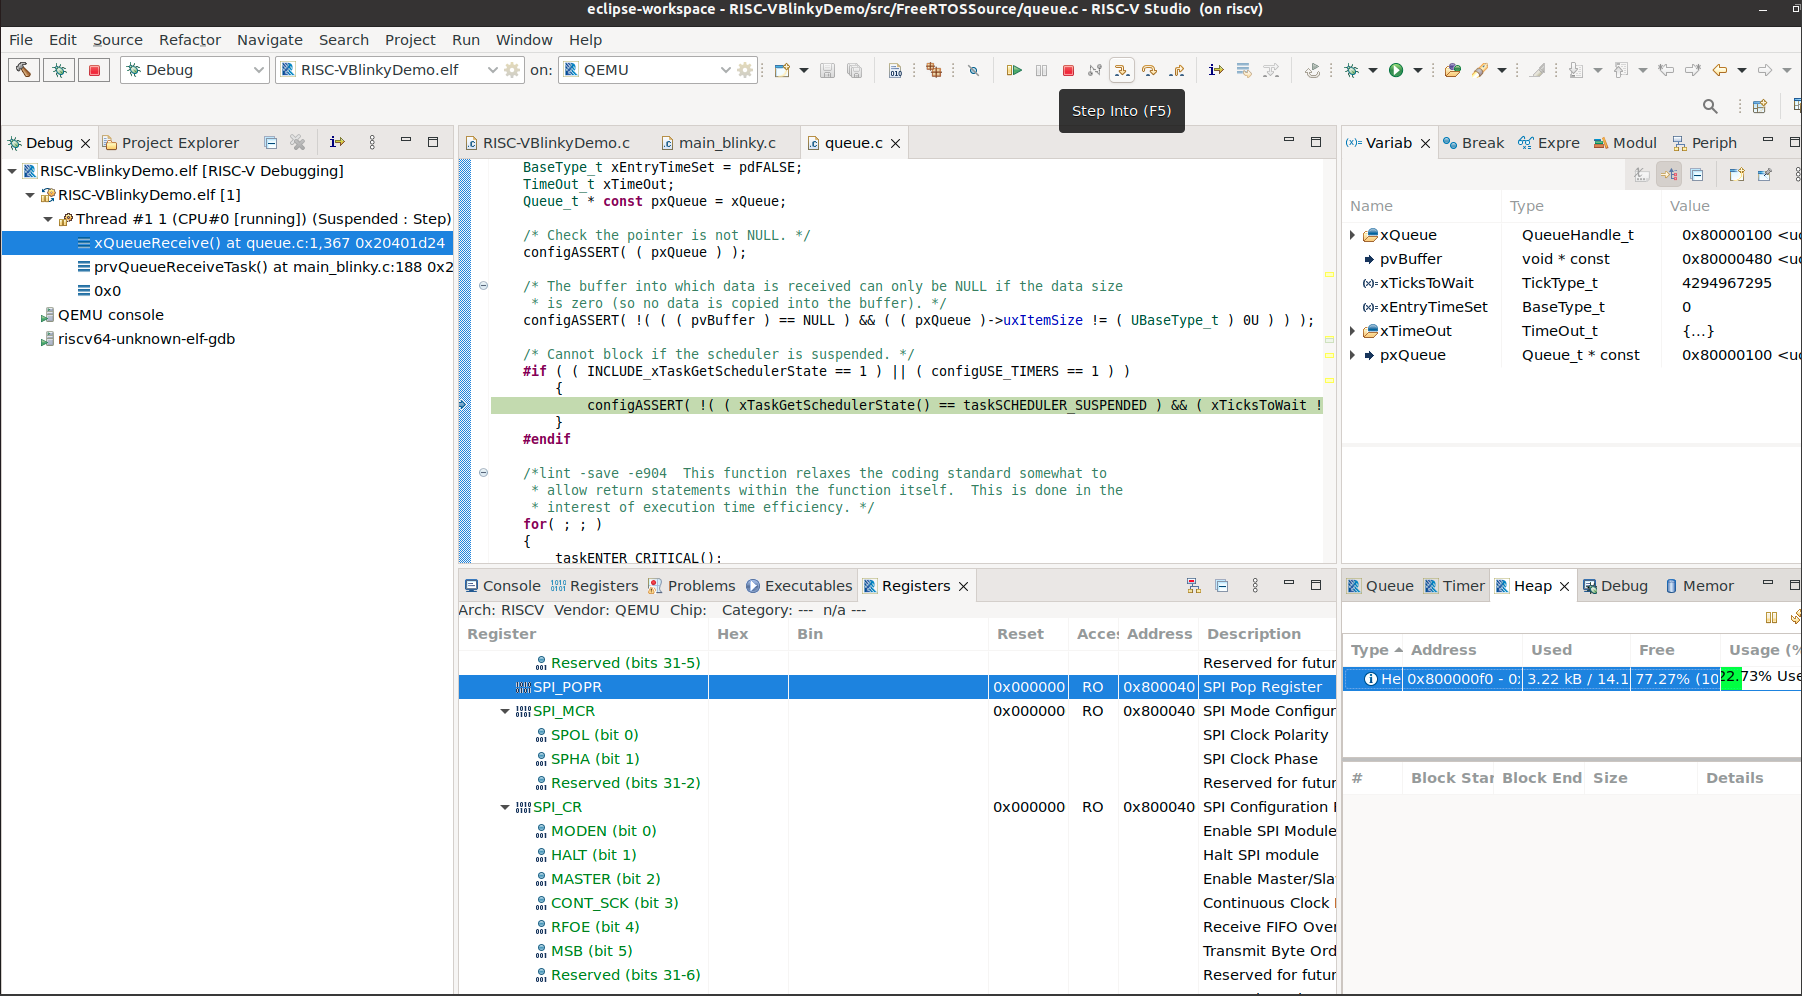 eclipse-workspace - RISC-VBlinkyDemo/src/FreeRTOSSource/queue.c - RISC-V Studio (on riscv)
File Edit Source Refactor Navigate Search Project Run Window Help
Debug RISC-VBlinkyDemo.elf on: QEMU
Step Into (F5)
Debug Project Explorer
RISC-VBlinkyDemo.elf [RISC-V Debugging]
RISC-VBlinkyDemo.elf [1]
Thread #1 1 (CPU#0 [running]) (Suspended : Step)
xQueueReceive() at queue.c:1,367 0x20401d24
prvQueueReceiveTask() at main_blinky.c:188 0x2
0x0
QEMU console
riscv64-unknown-elf-gdb
RISC-VBlinkyDemo.c main_blinky.c queue.c
BaseType_t xEntryTimeSet = pdFALSE;
TimeOut_t xTimeOut;
Queue_t * const pxQueue = xQueue;
/* Check the pointer is not NULL. */
configASSERT( ( pxQueue ) );
/* The buffer into which data is received can only be NULL if the data size
* is zero (so no data is copied into the buffer). */
configASSERT( !( ( ( pvBuffer ) == NULL ) && ( ( pxQueue )->uxItemSize != ( UBaseType_t ) 0U ) ) );
/* Cannot block if the scheduler is suspended. */
#if ( ( INCLUDE_xTaskGetSchedulerState == 1 ) || ( configUSE_TIMERS == 1 ) )
{
configASSERT( !( ( xTaskGetSchedulerState() == taskSCHEDULER_SUSPENDED ) && ( xTicksToWait !
}
#endif
/*lint -save -e904 This function relaxes the coding standard somewhat to
* allow return statements within the function itself. This is done in the
* interest of execution time efficiency. */
for( ; ; )
{
taskENTER_CRITICAL();
Variab Break Expre Modul Periph
Name Type Value
xQueue QueueHandle_t 0x80000100 <uc
pvBuffer void * const 0x80000480 <uc
xTicksToWait TickType_t 4294967295
xEntryTimeSet BaseType_t 0
xTimeOut TimeOut_t {...}
pxQueue Queue_t * const 0x80000100 <uc
Console Registers Problems Executables Registers
Arch: RISCV Vendor: QEMU Chip: Category: --- n/a ---
Register Hex Bin Reset Acces Address Description
Reserved (bits 31-5) Reserved for futur
SPI_POPR 0x000000 RO 0x800040 SPI Pop Register
SPI_MCR 0x000000 RO 0x800040 SPI Mode Configur
SPOL (bit 0) SPI Clock Polarity
SPHA (bit 1) SPI Clock Phase
Reserved (bits 31-2) Reserved for futur
SPI_CR 0x000000 RO 0x800040 SPI Configuration
MODEN (bit 0) Enable SPI Module
HALT (bit 1) Halt SPI module
MASTER (bit 2) Enable Master/Sla
CONT_SCK (bit 3) Continuous Clock
RFOE (bit 4) Receive FIFO Over
MSB (bit 5) Transmit Byte Ord
Reserved (bits 31-6) Reserved for futur
Queue Timer Heap Debug Memor
Type Address Used Free Usage (%
He 0x800000f0 - 0 3.22 kB / 14.1 77.27% (10 22.73% Use
# Block Star Block End Size Details